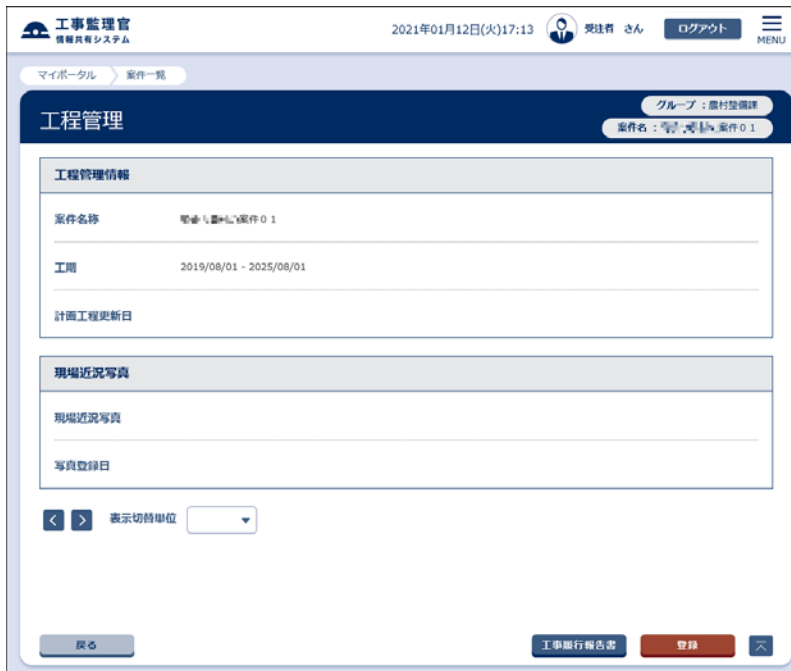 工事監理官
情報共有システム
2021年01月12日(火)17:13
受注者 さん
ログアウト
MENU
マイポータル
案件一覧
工程管理
グループ:農村整備課
案件名:案件01
工程管理情報
案件名称 案件01
工期 2019/08/01 - 2025/08/01
計画工程更新日
現場近況写真
現場近況写真
写真登録日
表示切替単位
戻る
工事履行報告書
登録